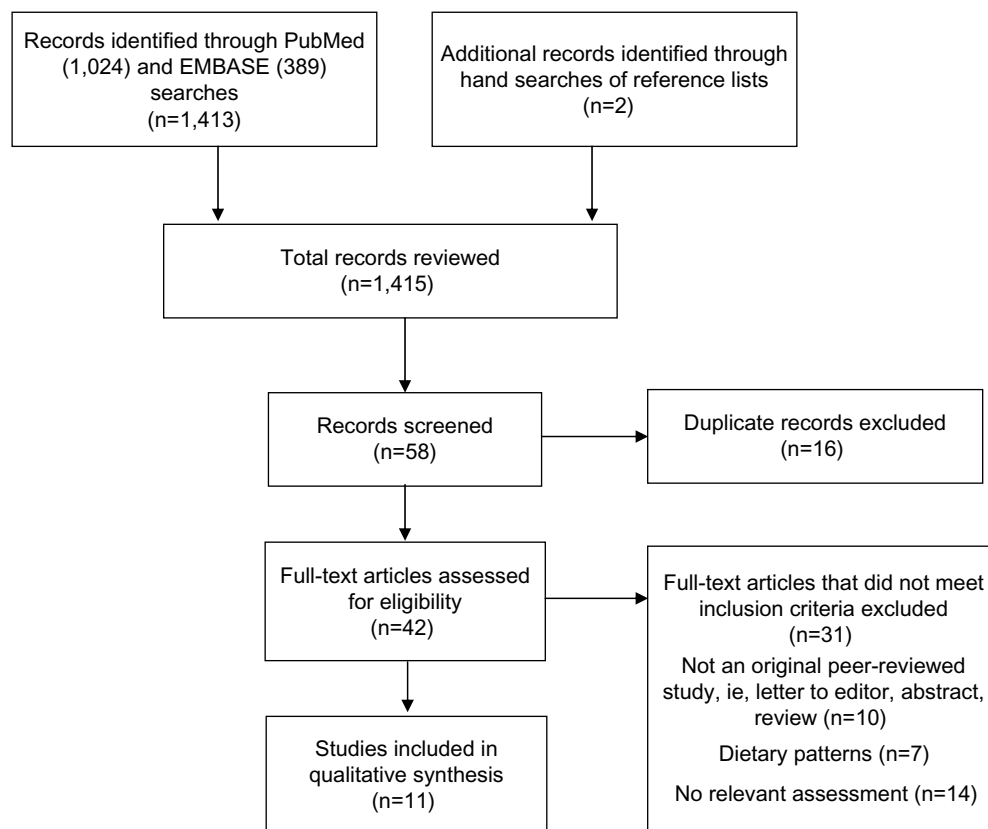 Records identified through PubMed
(1,024) and EMBASE (389)
searches
(n=1,413)
Additional records identified through
hand searches of reference lists
(n=2)
Total records reviewed
(n=1,415)
Records screened
(n=58)
Duplicate records excluded
(n=16)
Full-text articles assessed
for eligibility
(n=42)
Full-text articles that did not meet
inclusion criteria excluded
(n=31)
Not an original peer-reviewed
study, ie, letter to editor, abstract,
review (n=10)
Dietary patterns (n=7)
No relevant assessment (n=14)
Studies included in
qualitative synthesis
(n=11)